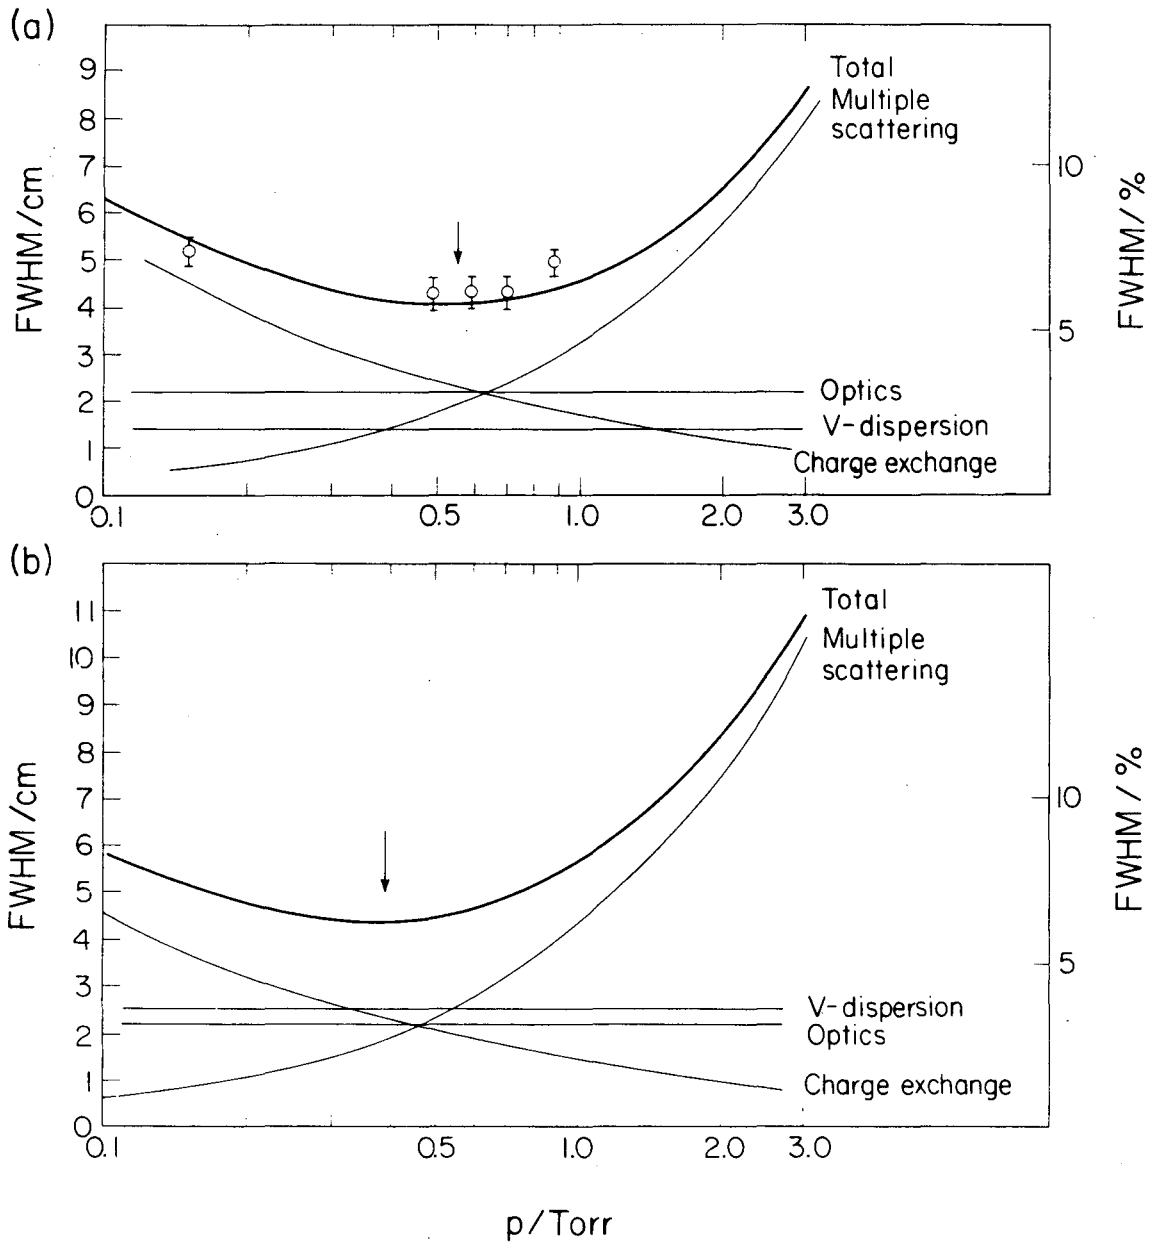 (a)
9
8
7
6
5
4
3
2
1
0
FWHM/cm
Total
Multiple
scattering
10
5
FWHM/%
Optics
V-dispersion
Charge exchange
0.1
0.5
1.0
2.0
3.0
(b)
11
10
9
8
7
6
5
4
3
2
1
0
FWHM/cm
Total
Multiple
scattering
10
5
FWHM/%
V-dispersion
Optics
Charge exchange
0.1
0.5
1.0
2.0
3.0
p/Torr